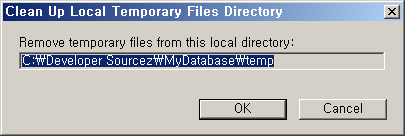 Clean Up Local Temporary Files Directory
Remove temporary files from this local directory:
C:₩Developer Sourcez₩MyDatabase₩temp
OK
Cancel